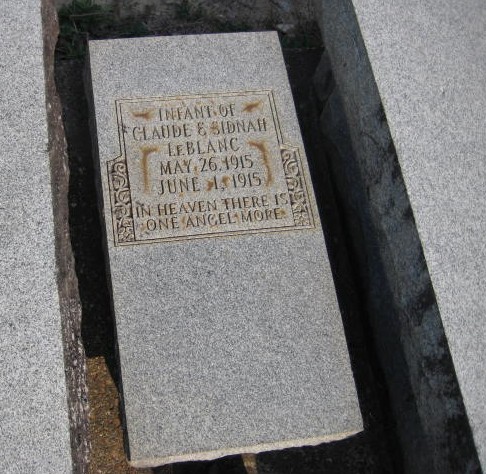 INFANT OF
CLAUDE & SIDNAH
LEBLANC
MAY 26, 1915
JUNE 1, 1915
IN HEAVEN THERE IS
ONE ANGEL MORE